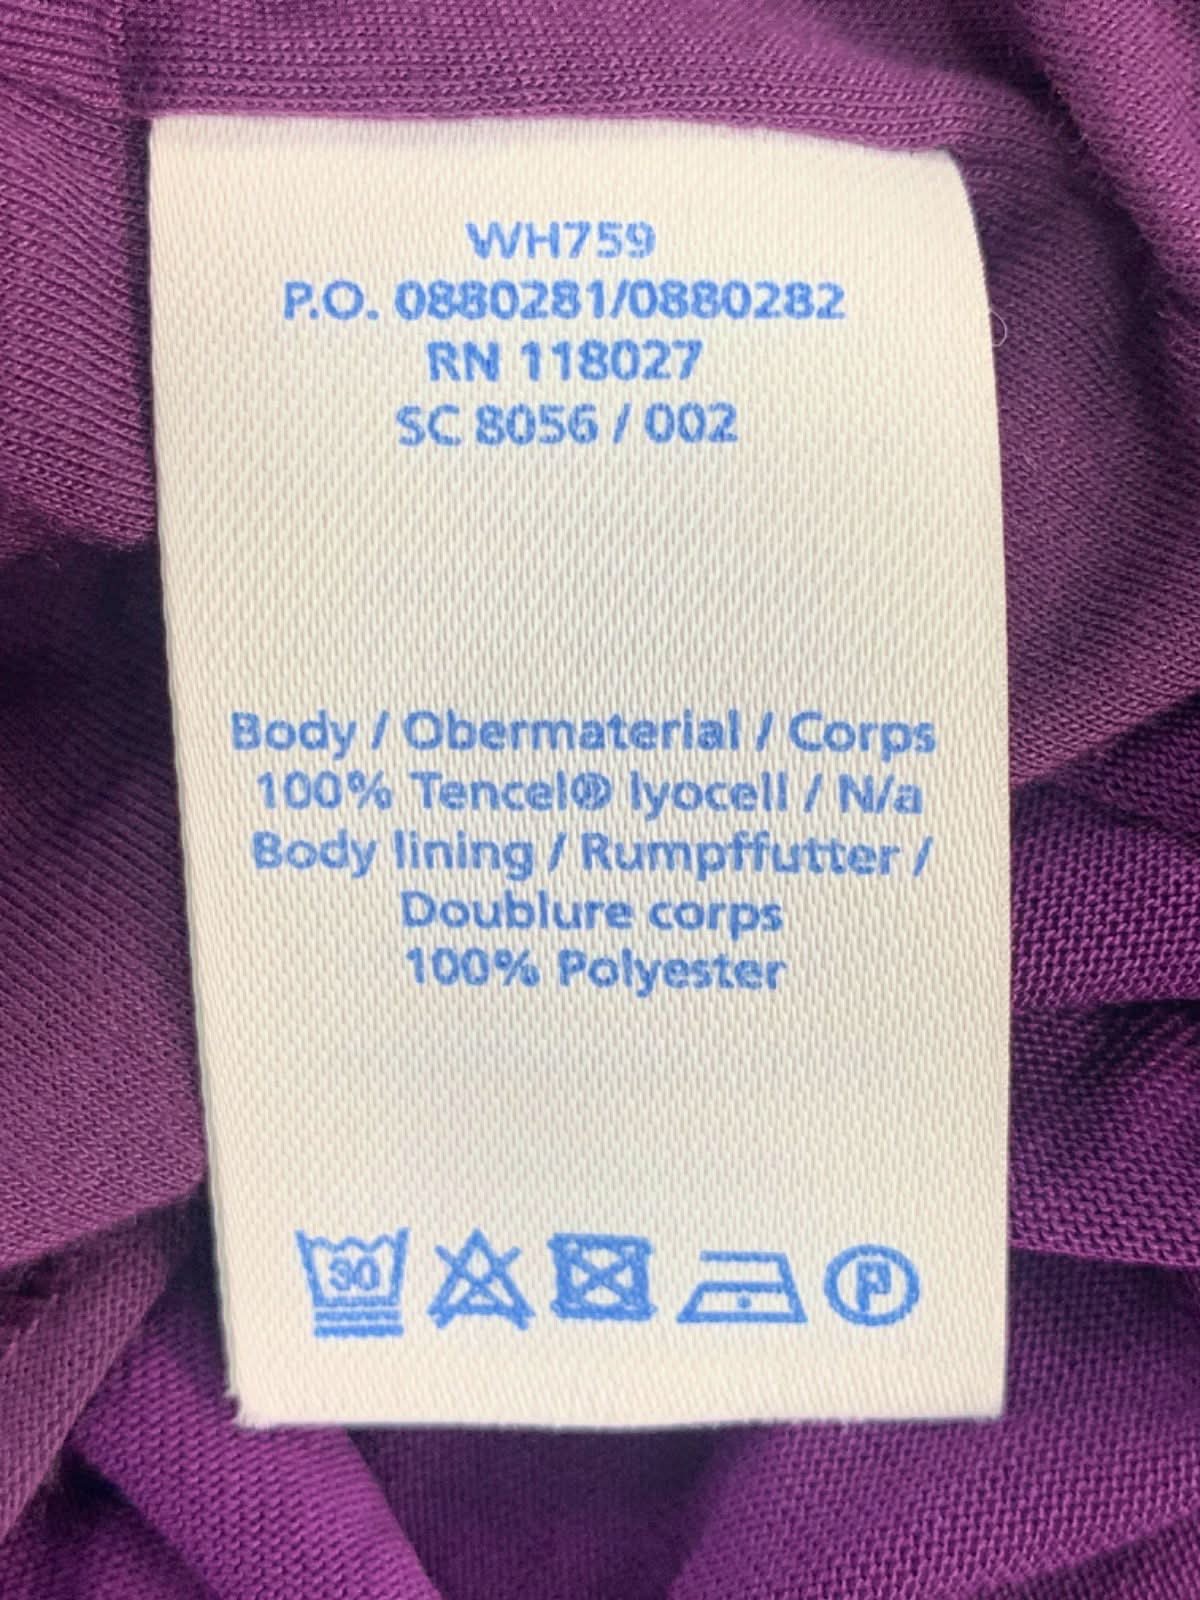 WH759
P.O. 0880281/0880282
RN 118027
SC 8056 / 002
Body / Obermaterial / Corps
100% Tencel® lyocell / N/a
Body lining / Rumpffutter /
Doublure corps
100% Polyester
30 P